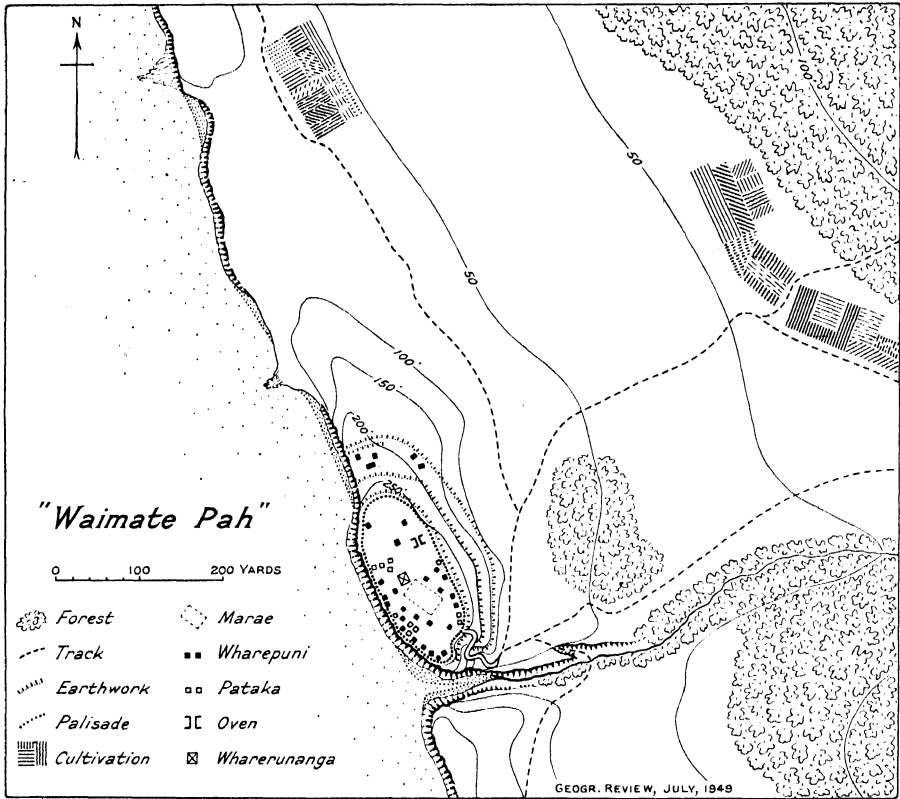 N
100
50
50
100'
150'
200
250
"Waimate Pah"
0 100 200 YARDS
Forest
Marae
Track
Wharepuni
Earthwork
Pataka
Palisade
Oven
Cultivation
Wharerunanga
GEOGR. REVIEW, JULY, 1949